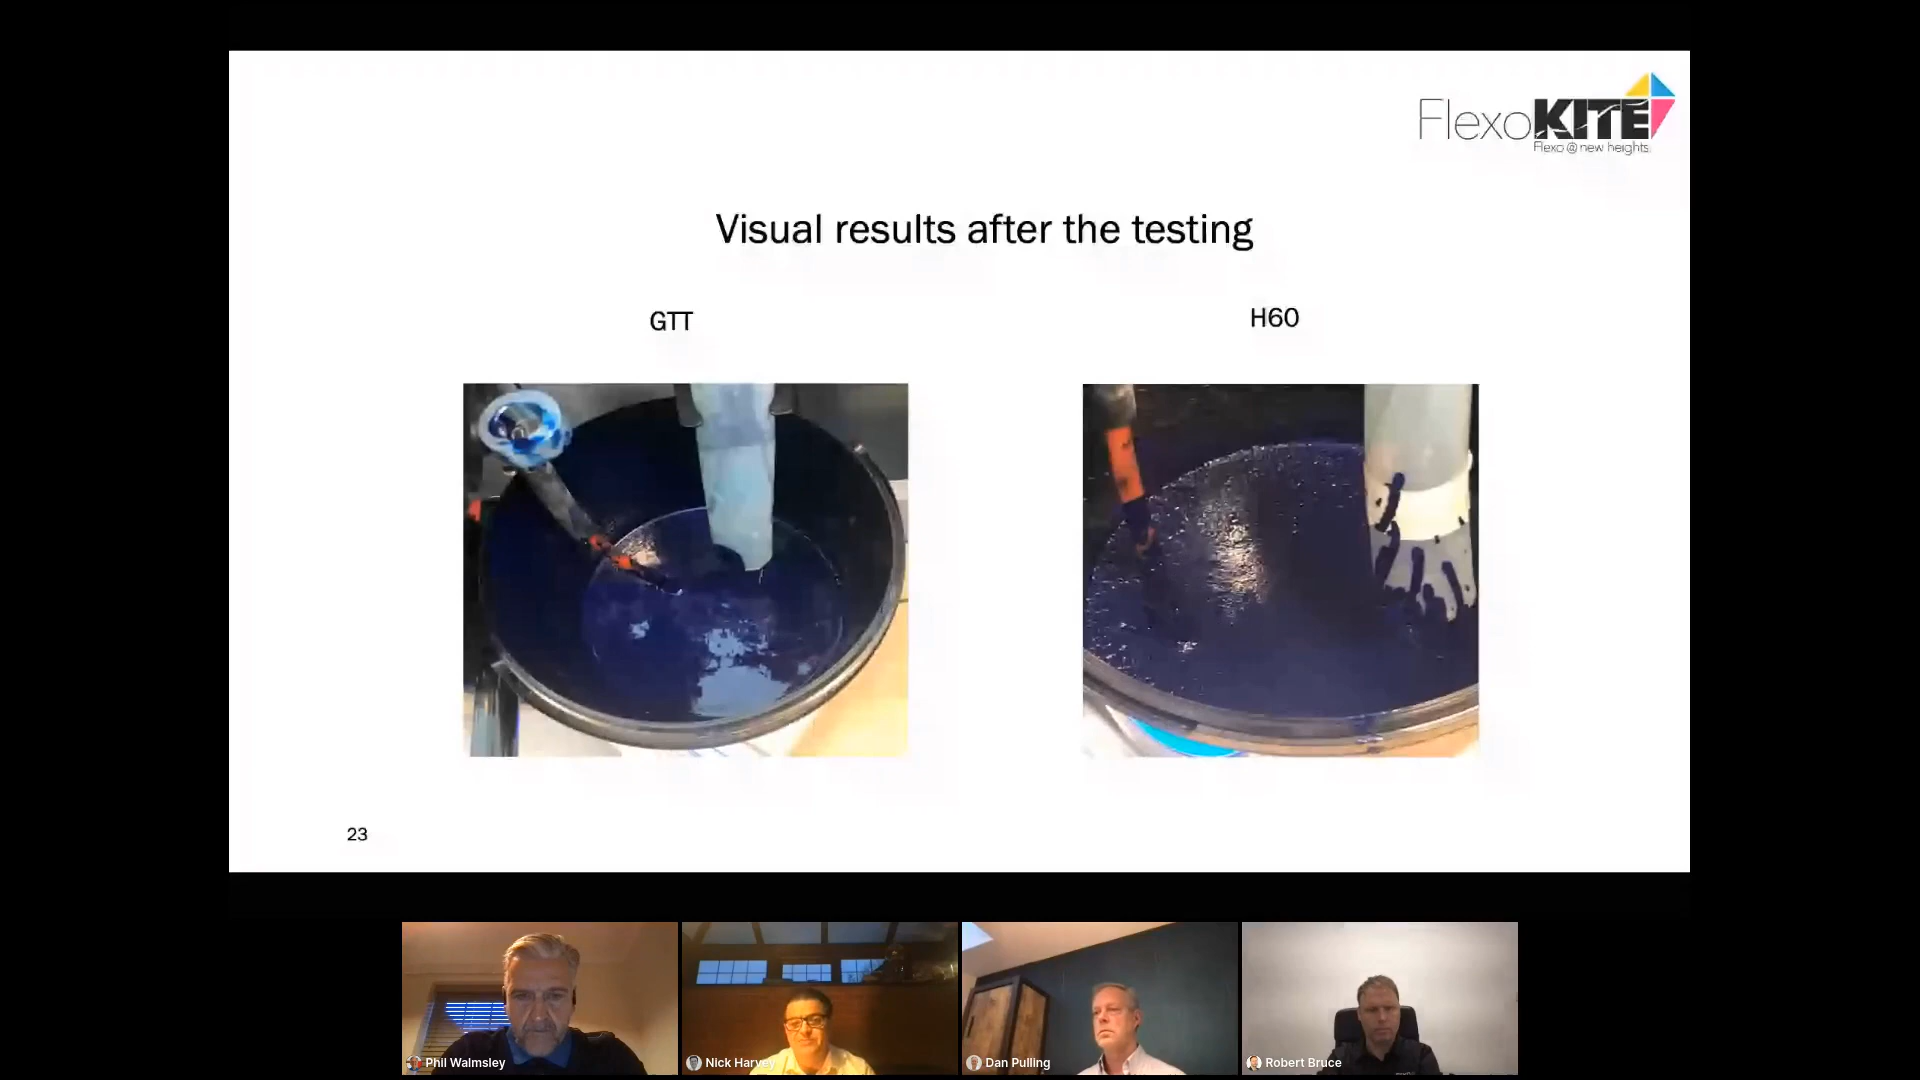 FlexoKITE
Flexo @ new heights
Visual results after the testing
GTT
H60
23
Phil Walmsley
Nick Harvey
Dan Pulling
Robert Bruce